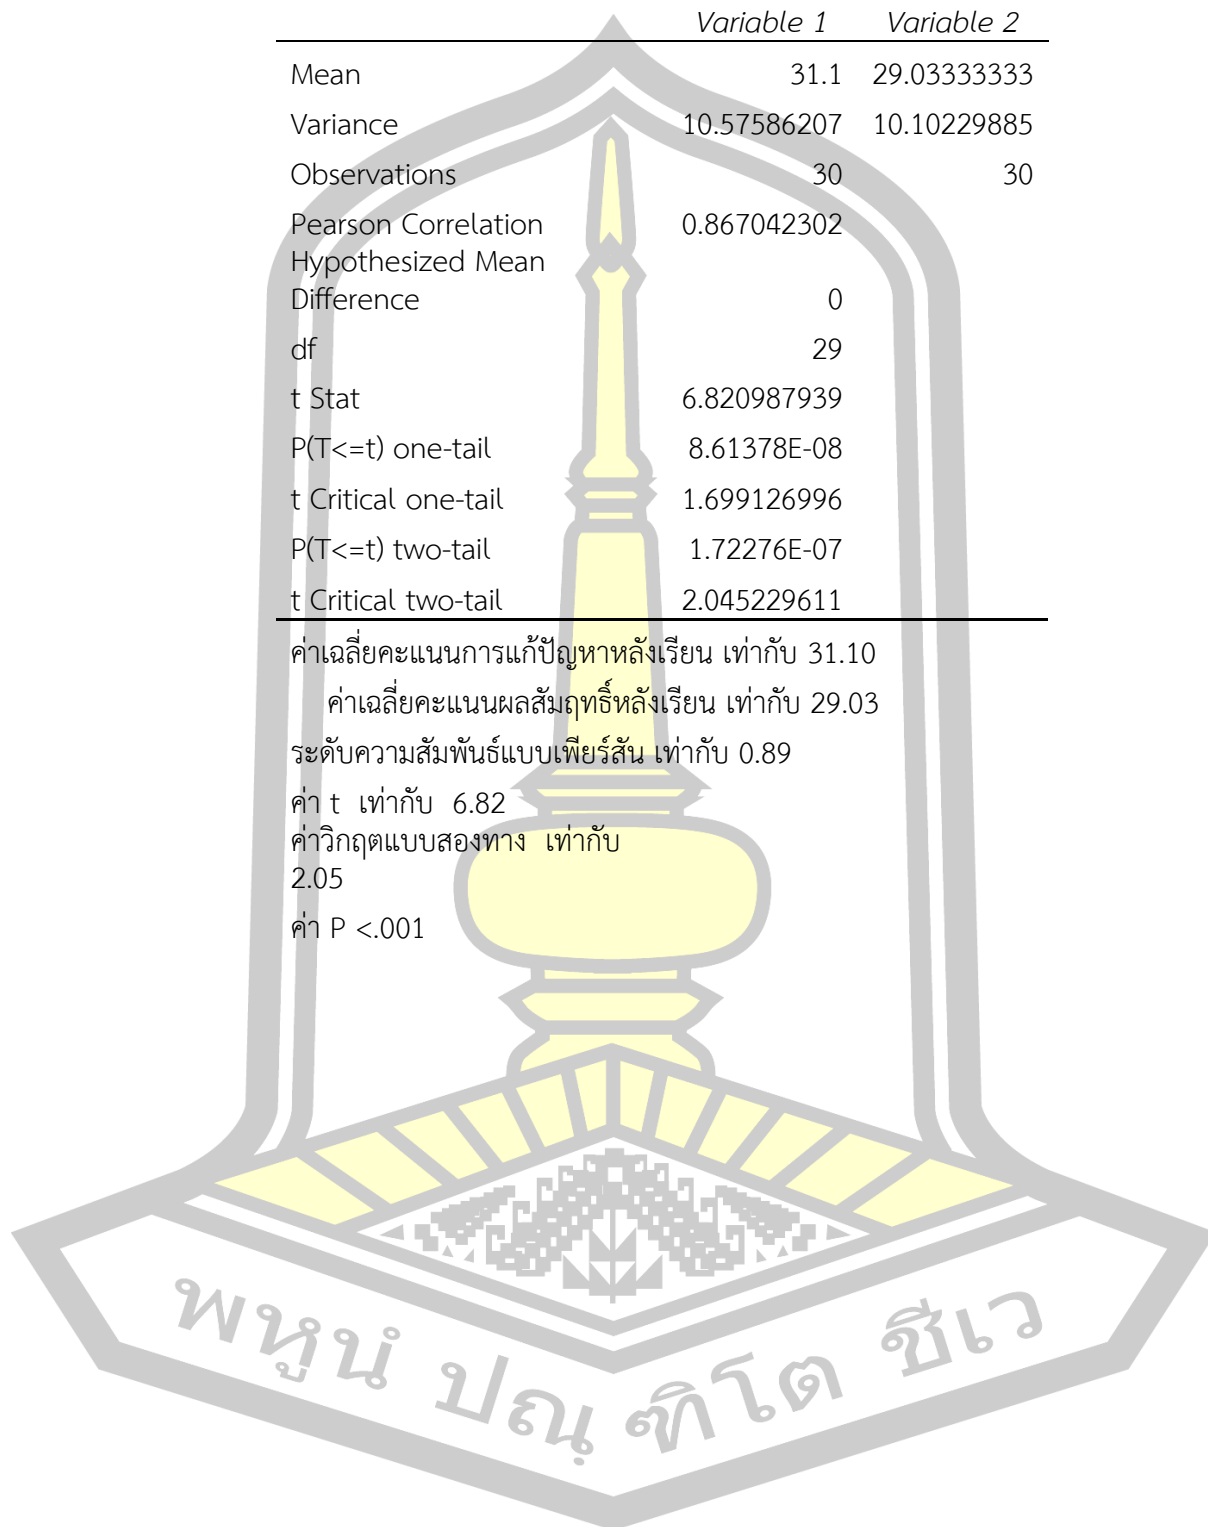 Variable 1 Variable 2
Mean 31.1 29.03333333
Variance 10.57586207 10.10229885
Observations 30 30
Pearson Correlation 0.867042302
Hypothesized Mean
Difference 0
df 29
t Stat 6.820987939
P(T<=t) one-tail 8.61378E-08
t Critical one-tail 1.699126996
P(T<=t) two-tail 1.72276E-07
t Critical two-tail 2.045229611
ค่าเฉลี่ยคะแนนการแก้ปัญหาหลังเรียน เท่ากับ 31.10
ค่าเฉลี่ยคะแนนผลสัมฤทธิ์หลังเรียน เท่ากับ 29.03
ระดับความสัมพันธ์แบบเพียร์สัน เท่ากับ 0.89
ค่า t เท่ากับ 6.82
ค่าวิกฤตแบบสองทาง เท่ากับ
2.05
ค่า P <.001
พหูนํ ปณฺ ฑิโต ชีเว